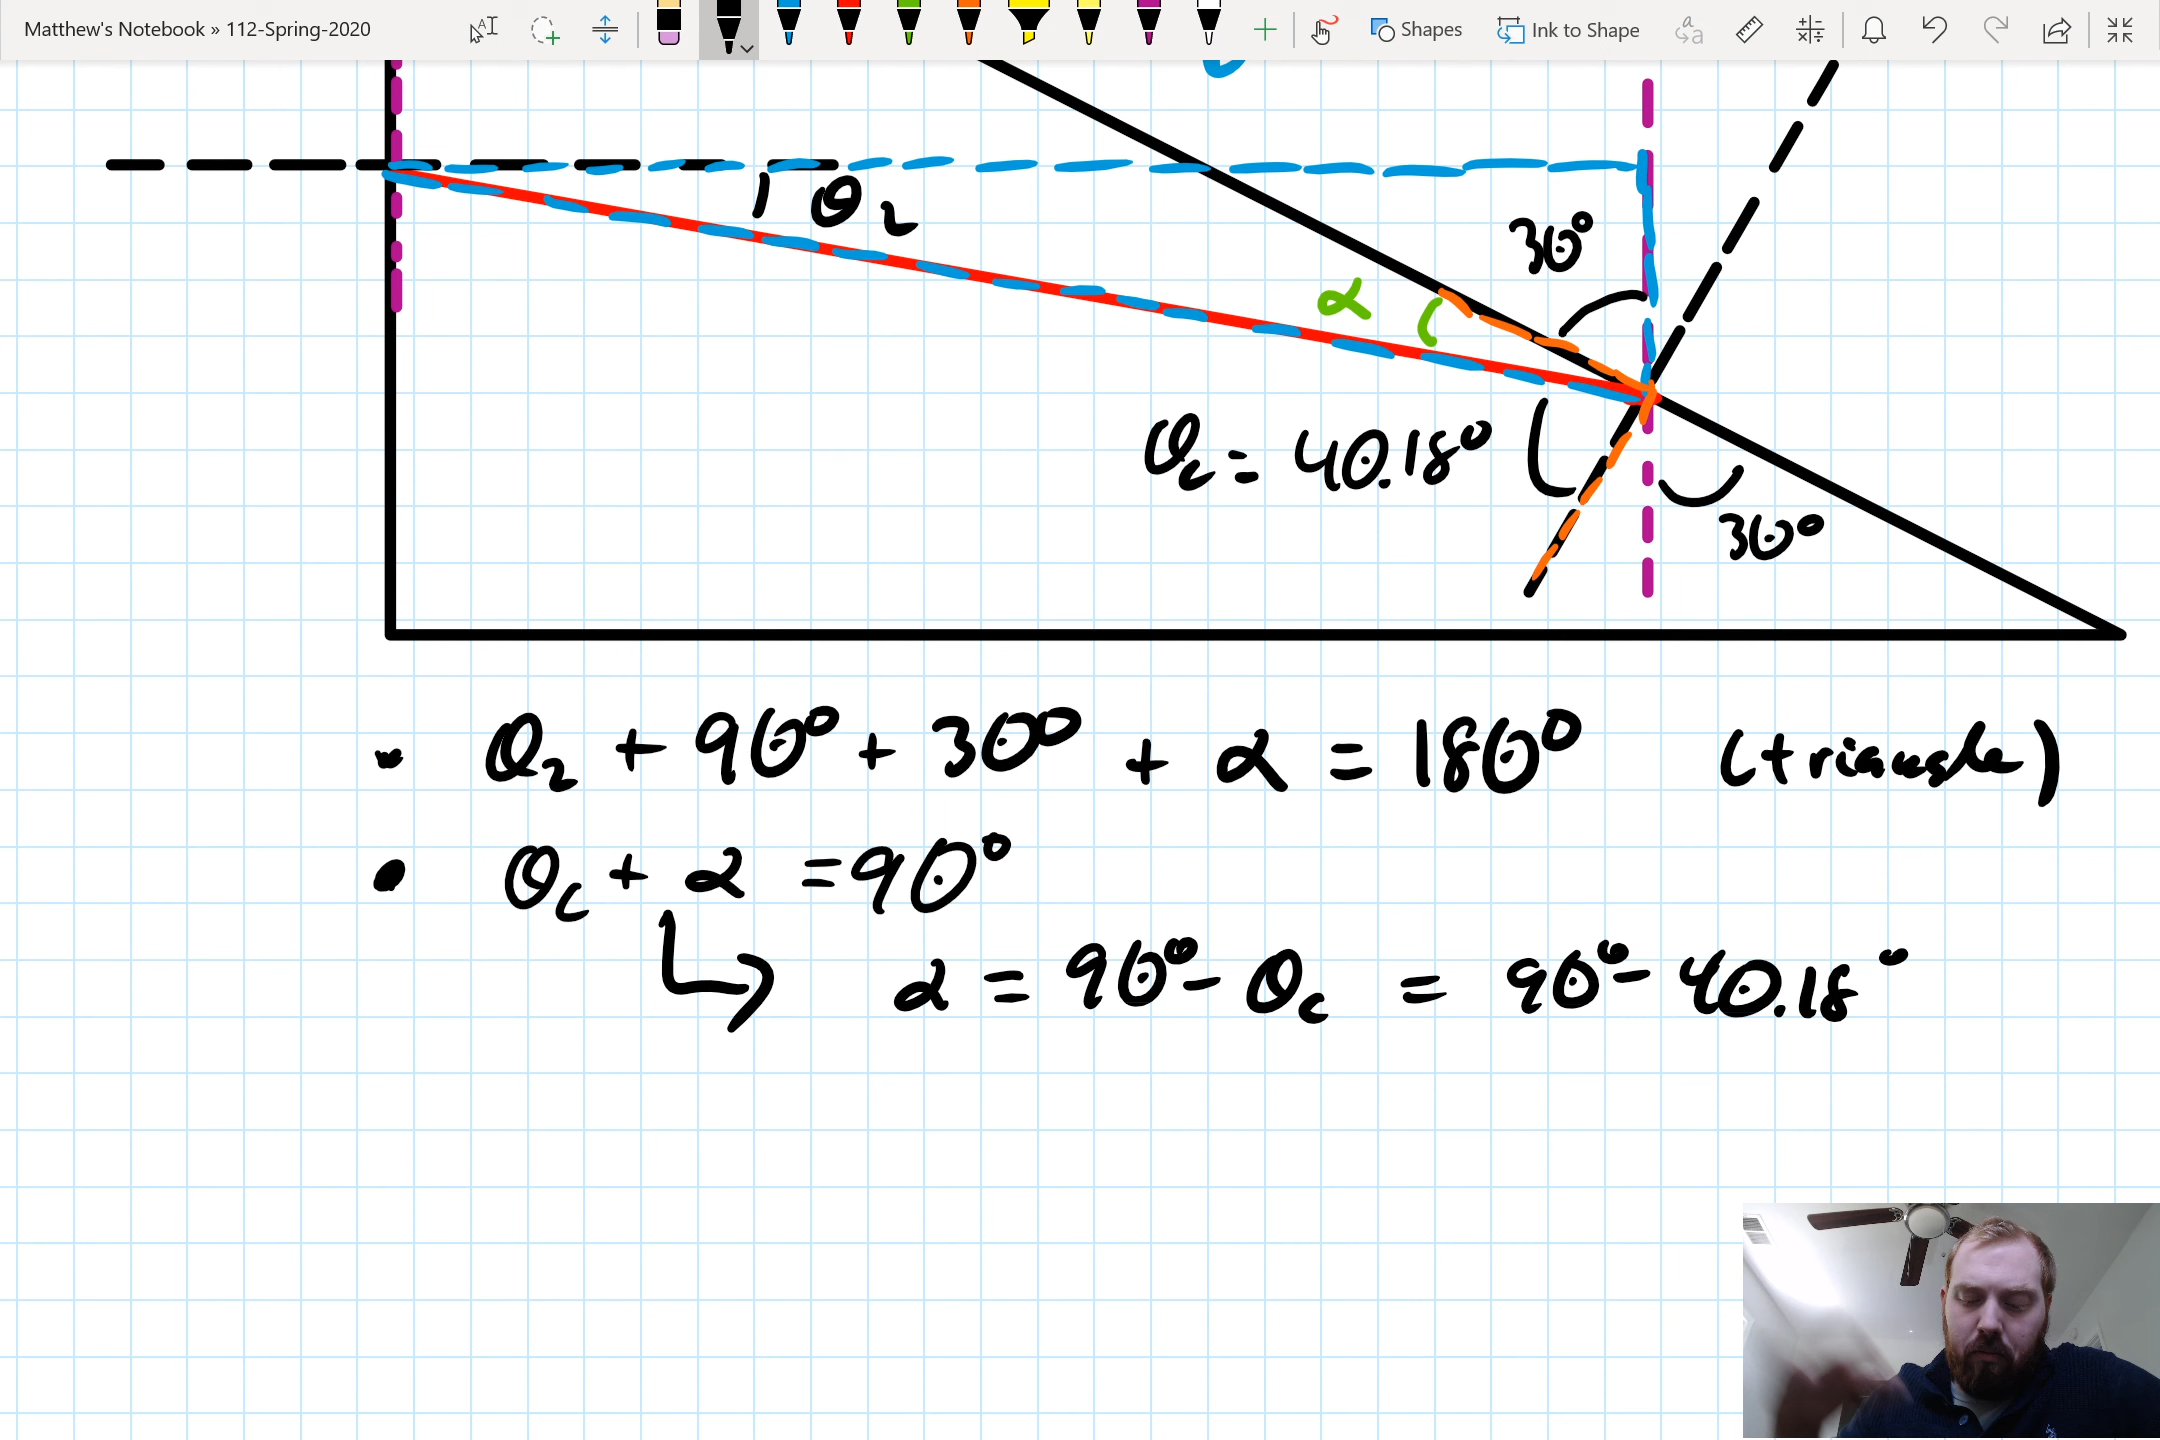 Matthew's Notebook » 112-Spring-2020
Shapes
Ink to Shape
θ₂
30°
α
θc = 40.18°
30°
θ₂ + 90° + 30° + α = 180° (triangle)
• θc + α = 90°
α = 90° - θc = 90° - 40.18°